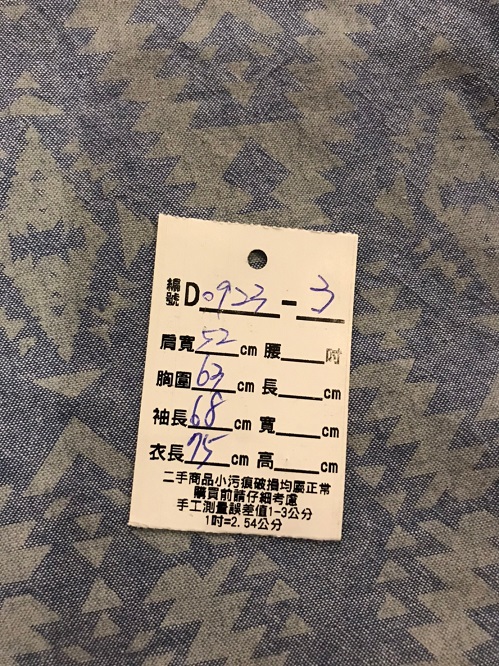 編號D0923-3
肩寬52cm 腰___吋
胸圍63cm 長___cm
袖長68cm 寬___cm
衣長75cm 高___cm
二手商品小污痕破損均屬正常
購買前請仔細考慮
手工測量誤差值1-3公分
1吋=2.54公分